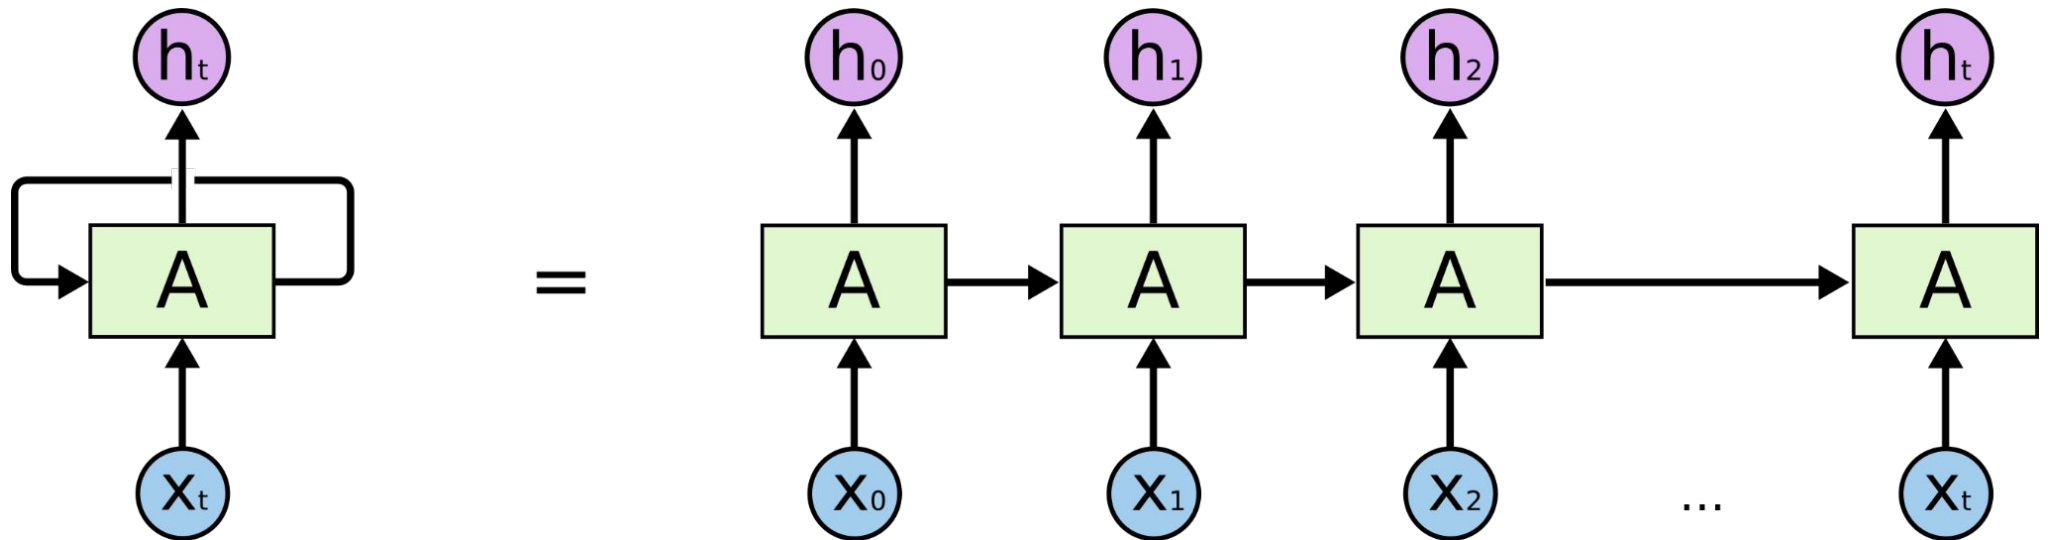 ht h0 h1 h2 ht
A = A A A A
xt x0 x1 x2 ... xt